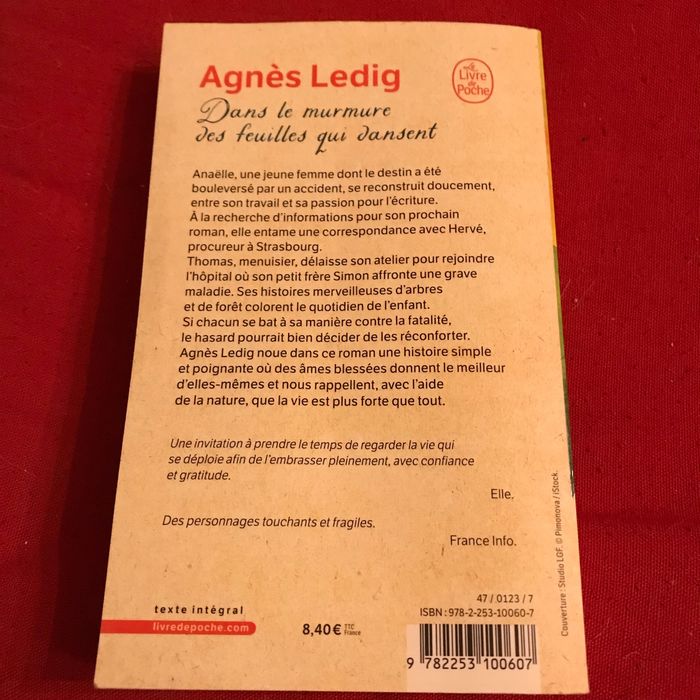 Agnès Ledig
Le
Livre
de
Poche
Dans le murmure
des feuilles qui dansent
Anaëlle, une jeune femme dont le destin a été
bouleversé par un accident, se reconstruit doucement,
entre son travail et sa passion pour l'écriture.
À la recherche d'informations pour son prochain
roman, elle entame une correspondance avec Hervé,
procureur à Strasbourg.
Thomas, menuisier, délaisse son atelier pour rejoindre
l'hôpital où son petit frère Simon affronte une grave
maladie. Ses histoires merveilleuses d'arbres
et de forêt colorent le quotidien de l'enfant.
Si chacun se bat à sa manière contre la fatalité,
le hasard pourrait bien décider de les réconforter.
Agnès Ledig noue dans ce roman une histoire simple
et poignante où des âmes blessées donnent le meilleur
d'elles-mêmes et nous rappellent, avec l'aide
de la nature, que la vie est plus forte que tout.
Une invitation à prendre le temps de regarder la vie qui
se déploie afin de l'embrasser pleinement, avec confiance
et gratitude.
Elle.
Des personnages touchants et fragiles.
France Info.
Couverture : Studio LGF. © Pimonova / iStock.
texte intégral
livredepoche.com
8,40 € TTC
France
47 / 0123 / 7
ISBN : 978-2-253-10060-7
9 782253 100607